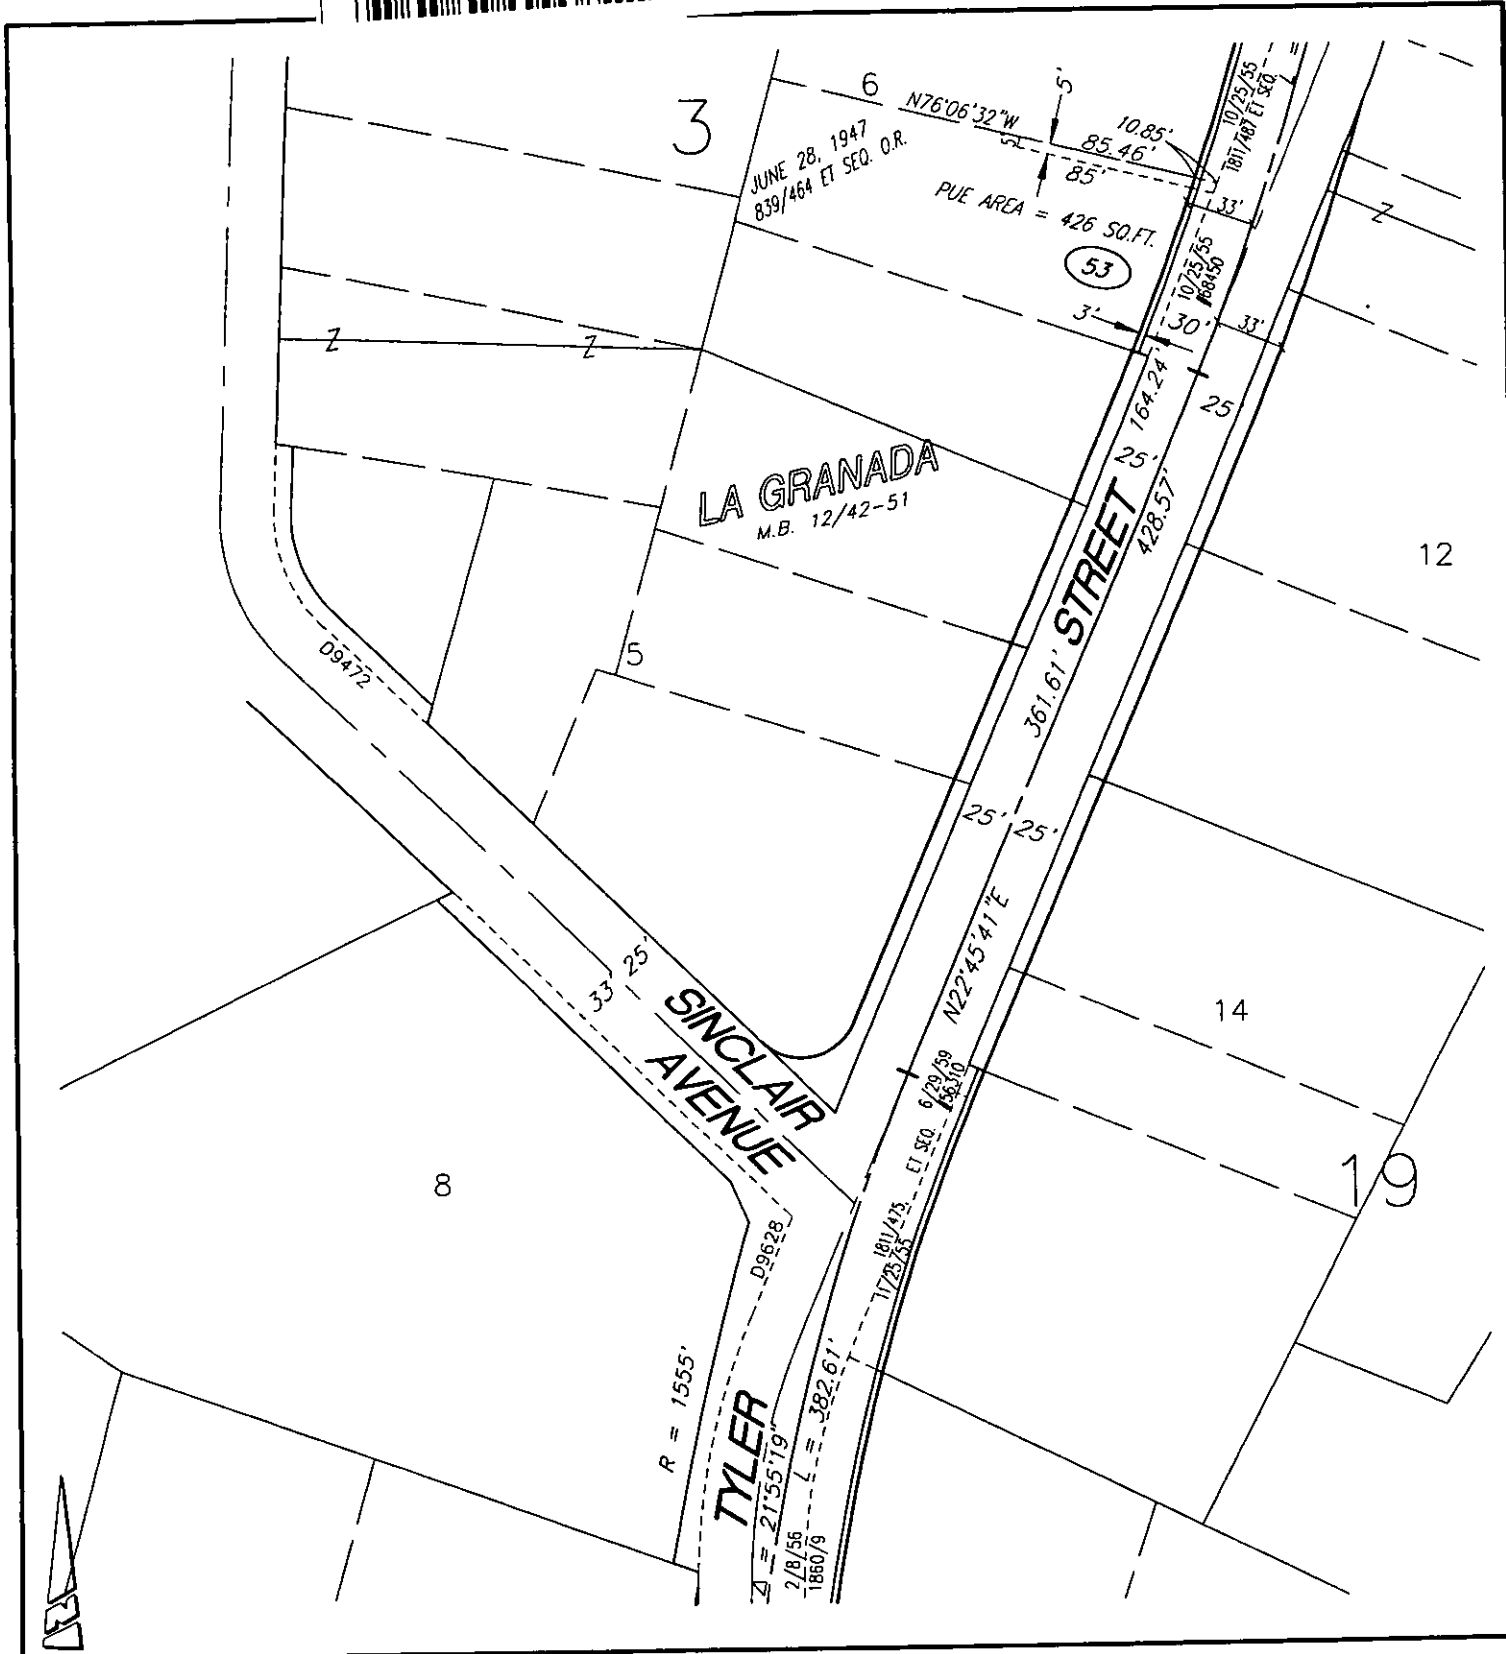 3
6
N76°06'32"W
5'
10.85'
85.46'
5'
85'
JUNE 28, 1947
839/464 ET SEQ. O.R.
PUE AREA = 426 SQ.FT.
53
10/25/55
1811/487 ET SEQ.
33'
10/25/55
68450
3'
30'
33'
Z
Z
Z
164.24'
25'
25'
428.57'
LA GRANADA
M.B. 12/42-51
STREET
361.61'
12
D9472
5
25'
25'
N22°45'41"E
25'
33'
SINCLAIR
AVENUE
14
6/29/59
56310
ET SEQ.
1811/475
11/25/55
19
8
D9628
R = 1555'
TYLER
Δ = 21°55'19"
L = 382.61'
2/8/56
1860/9